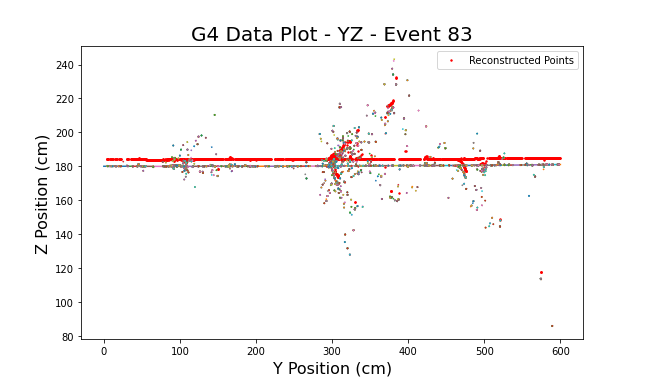 G4 Data Plot - YZ - Event 83
Reconstructed Points
Z Position (cm)
240
220
200
180
160
140
120
100
80
0 100 200 300 400 500 600
Y Position (cm)